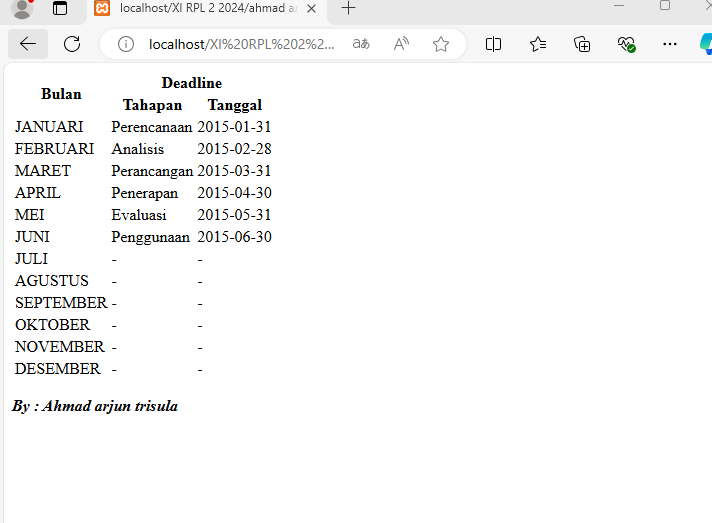 localhost/XI RPL 2 2024/ahmad a
localhost/XI%20RPL%202%2...
Deadline
Bulan
Tahapan Tanggal
JANUARI Perencanaan 2015-01-31
FEBRUARI Analisis 2015-02-28
MARET Perancangan 2015-03-31
APRIL Penerapan 2015-04-30
MEI Evaluasi 2015-05-31
JUNI Penggunaan 2015-06-30
JULI - -
AGUSTUS - -
SEPTEMBER - -
OKTOBER - -
NOVEMBER - -
DESEMBER - -
By : Ahmad arjun trisula